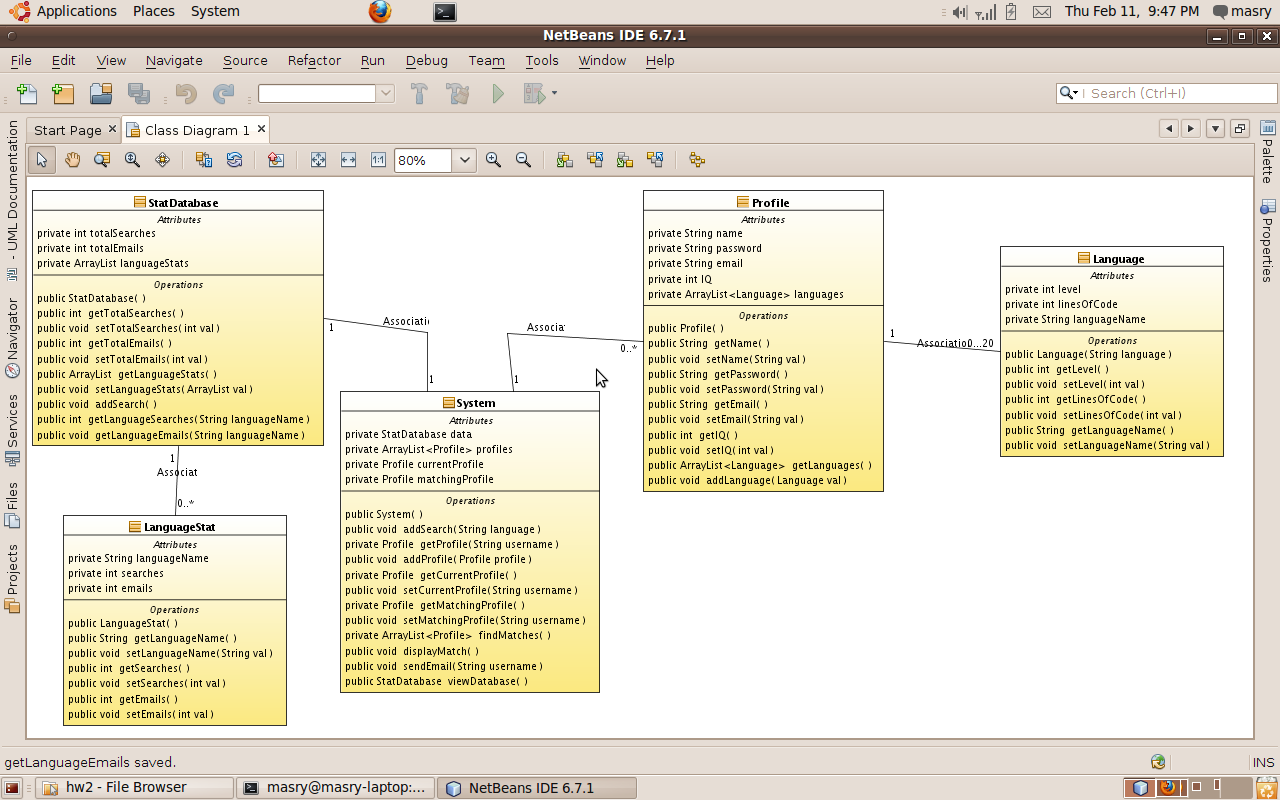 Applications Places System
Thu Feb 11, 9:47 PM masry
NetBeans IDE 6.7.1
File Edit View Navigate Source Refactor Run Debug Team Tools Window Help
Search (Ctrl+I)
Start Page Class Diagram 1
80%
- UML Documentation
Navigator
Services
Files
Projects
Palette
Properties
StatDatabase
Attributes
private int totalSearches
private int totalEmails
private ArrayList languageStats
Operations
public StatDatabase( )
public int getTotalSearches( )
public void setTotalSearches( int val )
public int getTotalEmails( )
public void setTotalEmails( int val )
public ArrayList getLanguageStats( )
public void setLanguageStats( ArrayList val )
public void addSearch( )
public int getLanguageSearches( String languageName )
public void getLanguageEmails( String languageName )
1
Associati
1
1
Associat
0..*
LanguageStat
Attributes
private String languageName
private int searches
private int emails
Operations
public LanguageStat( )
public String getLanguageName( )
public void setLanguageName( String val )
public int getSearches( )
public void setSearches( int val )
public int getEmails( )
public void setEmails( int val )
System
Attributes
private StatDatabase data
private ArrayList<Profile> profiles
private Profile currentProfile
private Profile matchingProfile
Operations
public System( )
public void addSearch( String language )
private Profile getProfile( String username )
public void addProfile( Profile profile )
private Profile getCurrentProfile( )
public void setCurrentProfile( String username )
private Profile getMatchingProfile( )
public void setMatchingProfile( String username )
private ArrayList<Profile> findMatches( )
public void displayMatch( )
public void sendEmail( String username )
public StatDatabase viewDatabase( )
Associa
0..*
1
Profile
Attributes
private String name
private String password
private String email
private int IQ
private ArrayList<Language> languages
Operations
public Profile( )
public String getName( )
public void setName( String val )
public String getPassword( )
public void setPassword( String val )
public String getEmail( )
public void setEmail( String val )
public int getIQ( )
public void setIQ( int val )
public ArrayList<Language> getLanguages( )
public void addLanguage( Language val )
1
Association
0...20
Language
Attributes
private int level
private int linesOfCode
private String languageName
Operations
public Language( String language )
public int getLevel( )
public void setLevel( int val )
public int getLinesOfCode( )
public void setLinesOfCode( int val )
public String getLanguageName( )
public void setLanguageName( String val )
getLanguageEmails saved.
INS
hw2 - File Browser
masry@masry-laptop:...
NetBeans IDE 6.7.1